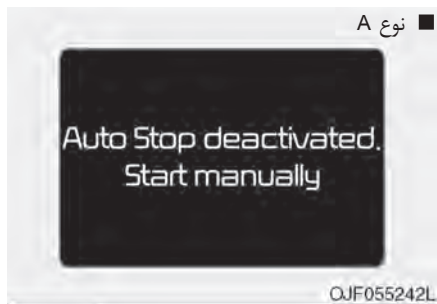 ■ نوع A
Auto Stop deactivated.
Start manually
OJF055242L